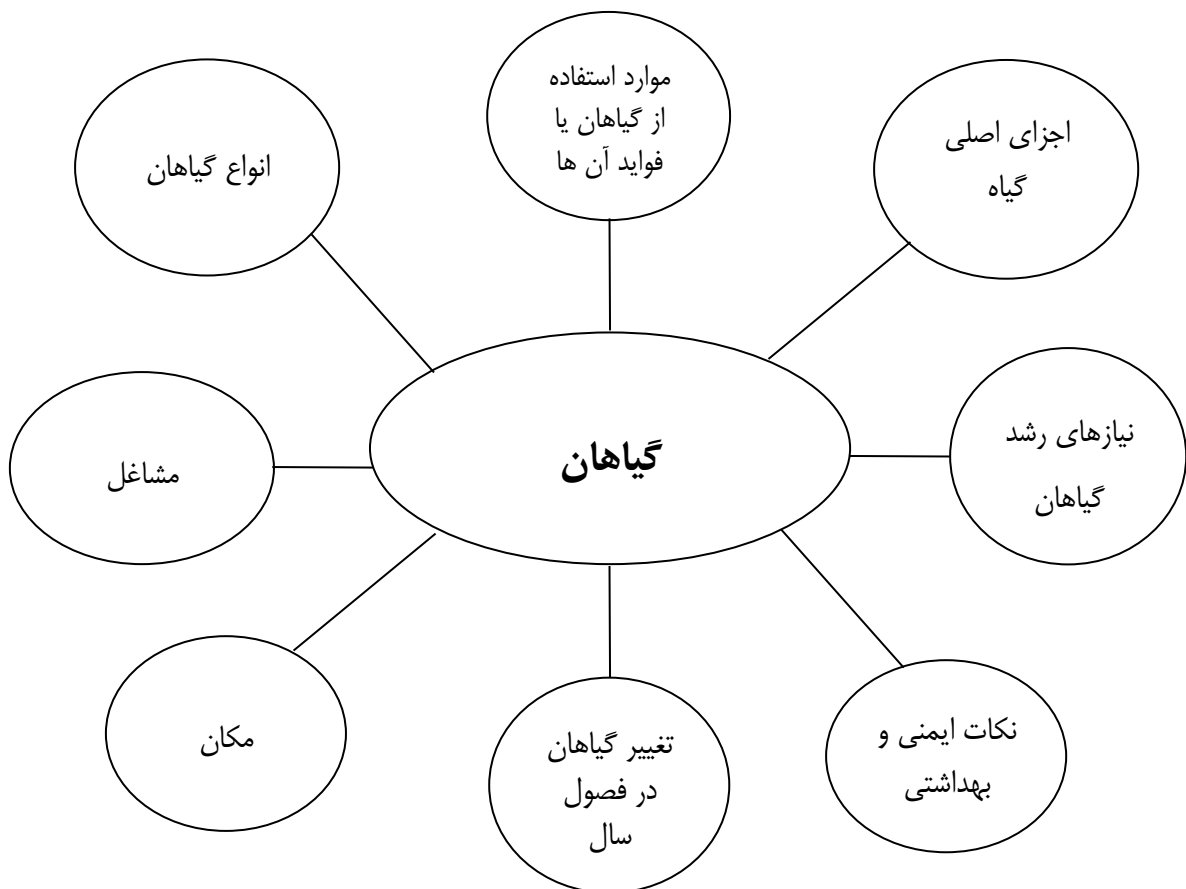 موارد استفاده
از گیاهان یا
فواید آن ها
اجزای اصلی
گیاه
انواع گیاهان
نیازهای رشد
گیاهان
گیاهان
مشاغل
نکات ایمنی و
بهداشتی
تغییر گیاهان
در فصول
سال
مکان